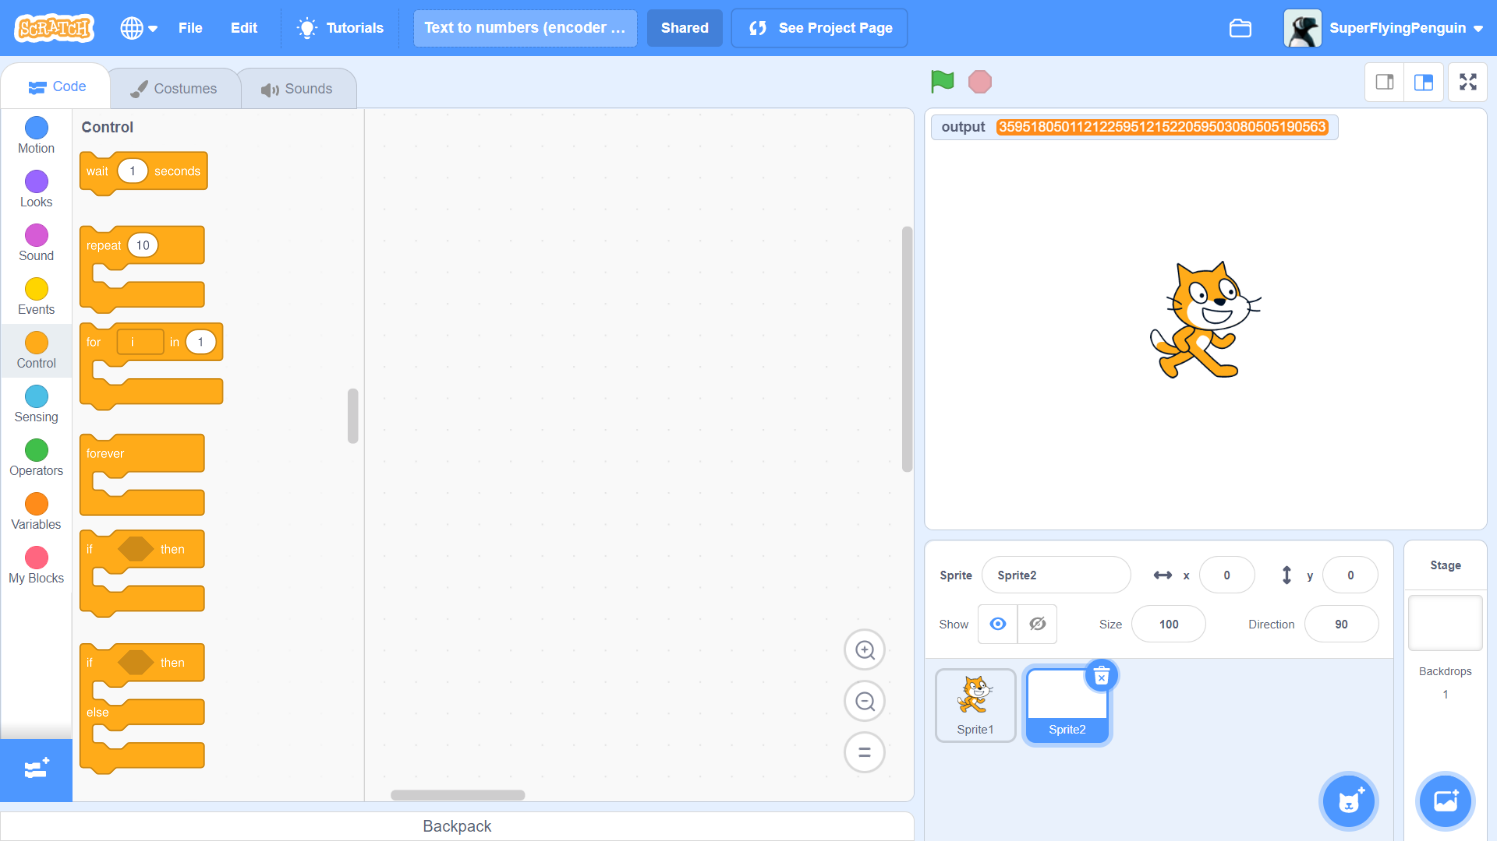 SCRATCH
File
Edit
Tutorials
Text to numbers (encoder ...
Shared
See Project Page
SuperFlyingPenguin
Code
Costumes
Sounds
Motion
Looks
Sound
Events
Control
Sensing
Operators
Variables
My Blocks
Control
wait 1 seconds
repeat 10
for i in 1
forever
if then
if then
else
Backpack
output 35951805011212259512152205950308050519056​3
Sprite Sprite2 x 0 y 0
Show Size 100 Direction 90
Sprite1
Sprite2
Stage
Backdrops
1